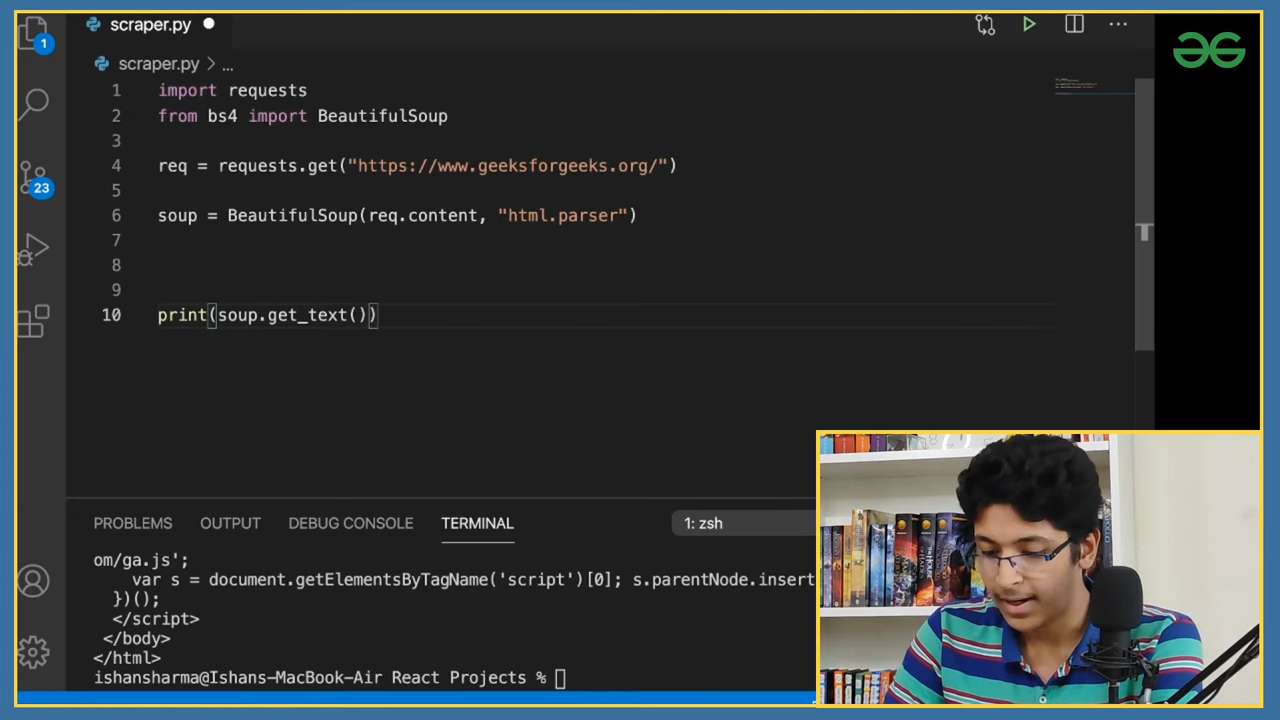 scraper.py
1
scraper.py > ...
1 import requests
2 from bs4 import BeautifulSoup
3
4 req = requests.get("https://www.geeksforgeeks.org/")
5
6 soup = BeautifulSoup(req.content, "html.parser")
7
8
9
10 print(soup.get_text())
23
PROBLEMS OUTPUT DEBUG CONSOLE TERMINAL 1: zsh
om/ga.js';
var s = document.getElementsByTagName('script')[0]; s.parentNode.insert
})();
</script>
</body>
</html>
ishansharma@Ishans-MacBook-Air React Projects %